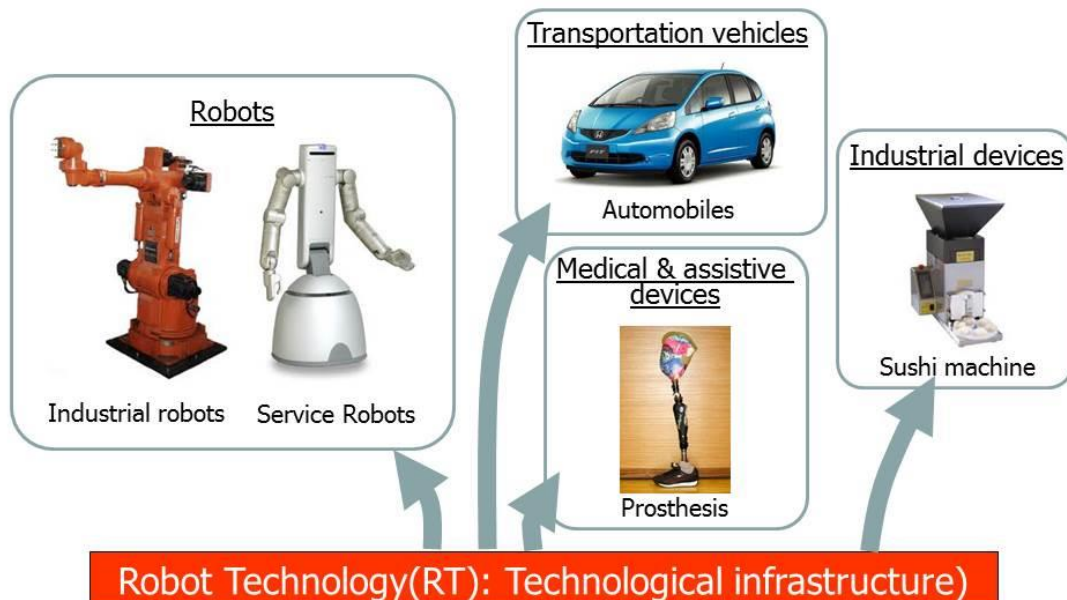 Robots
Industrial robots
Service Robots
Transportation vehicles
FIT
Automobiles
Medical & assistive
devices
Prosthesis
Industrial devices
Sushi machine
Robot Technology(RT): Technological infrastructure)